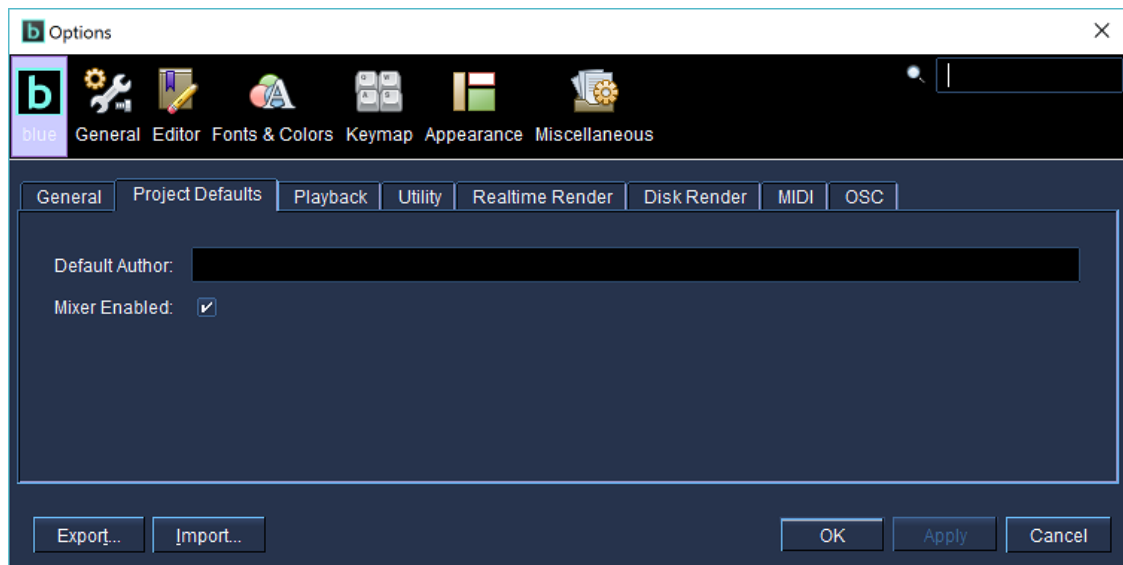 b Options
b
blue General Editor Fonts & Colors Keymap Appearance Miscellaneous
General Project Defaults Playback Utility Realtime Render Disk Render MIDI OSC
Default Author:
Mixer Enabled:
Export... Import... OK Apply Cancel